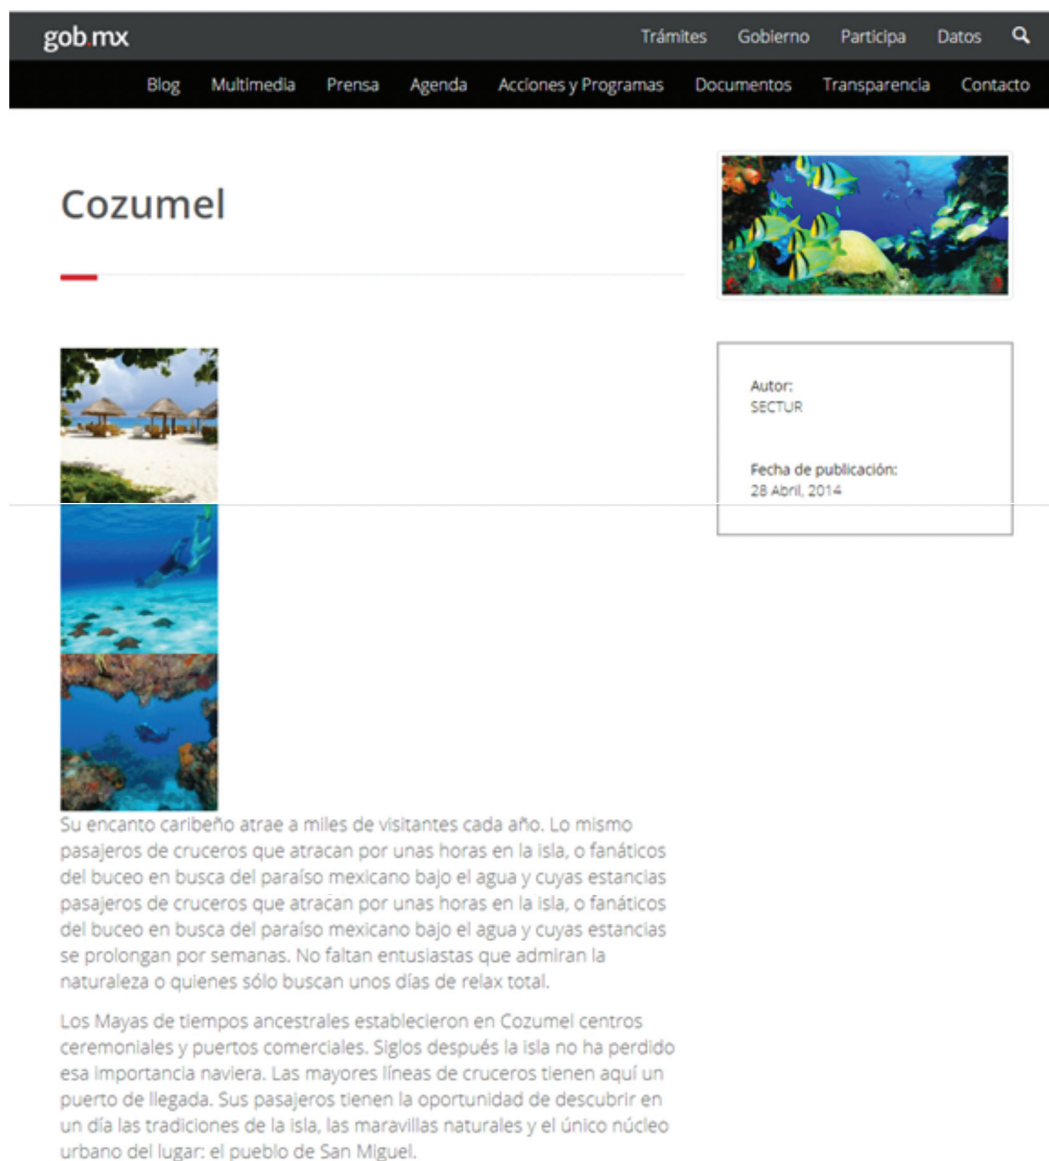 gob.mx
Trámites Gobierno Participa Datos
Blog Multimedia Prensa Agenda Acciones y Programas Documentos Transparencia Contacto
Cozumel
Autor:
SECTUR
Fecha de publicación:
28 Abril, 2014
Su encanto caribeño atrae a miles de visitantes cada año. Lo mismo
pasajeros de cruceros que atracan por unas horas en la isla, o fanáticos
del buceo en busca del paraíso mexicano bajo el agua y cuyas estancias
pasajeros de cruceros que atracan por unas horas en la isla, o fanáticos
del buceo en busca del paraíso mexicano bajo el agua y cuyas estancias
se prolongan por semanas. No faltan entusiastas que admiran la
naturaleza o quienes sólo buscan unos días de relax total.
Los Mayas de tiempos ancestrales establecieron en Cozumel centros
ceremoniales y puertos comerciales. Siglos después la isla no ha perdido
esa importancia naviera. Las mayores líneas de cruceros tienen aquí un
puerto de llegada. Sus pasajeros tienen la oportunidad de descubrir en
un día las tradiciones de la isla, las maravillas naturales y el único núcleo
urbano del lugar: el pueblo de San Miguel.